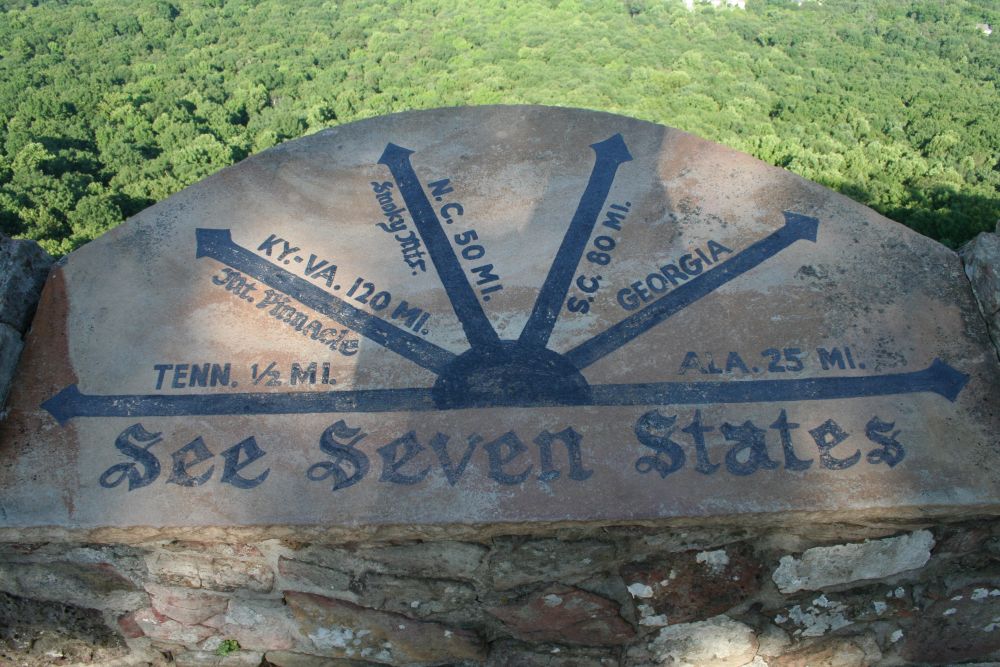 TENN. 1/2 MI.
KY.-VA. 120 MI.
Mt. Pinnacle
N.C. 50 MI.
Smoky Mts.
S.C. 80 MI.
GEORGIA
ALA. 25 MI.
See Seven States